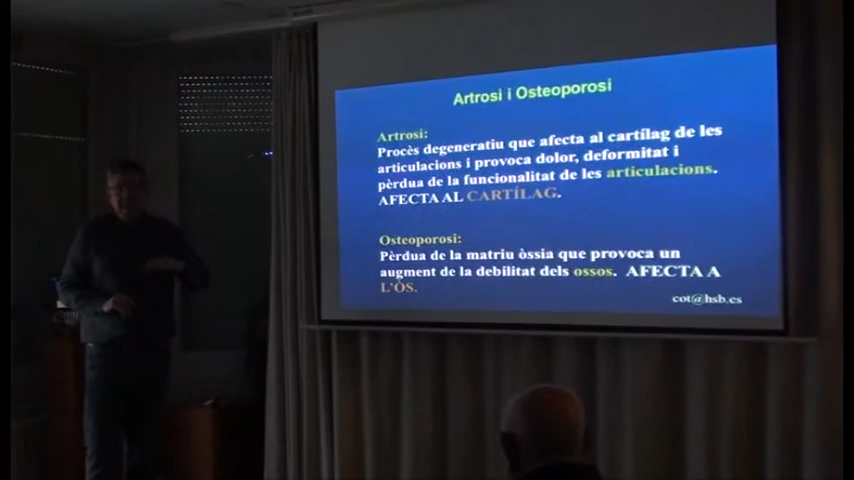 Artrosi i Osteoporosi
Artrosi:
Procès degeneratiu que afecta al cartílag de les
articulacions i provoca dolor, deformitat i
pèrdua de la funcionalitat de les articulacions.
AFECTA AL CARTÍLAG.
Osteoporosi:
Pèrdua de la matriu òssia que provoca un
augment de la debilitat dels ossos. AFECTA A
L'ÒS.
cot@hsb.es